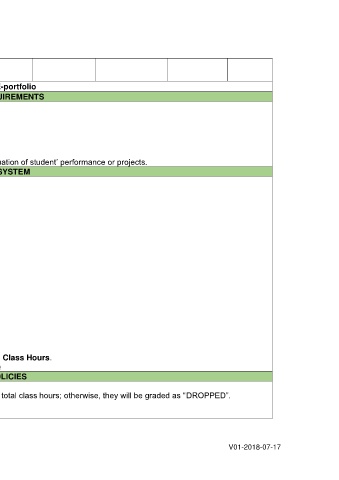 -portfolio
UIREMENTS
uation of student' performance or projects.
SYSTEM
Class Hours.
LICIES
total class hours; otherwise, they will be graded as "DROPPED".
V01-2018-07-17